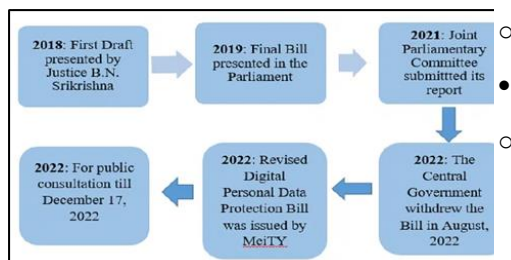 2018: First Draft
presented by
Justice B.N.
Srikrishna
2019: Final Bill
presented in the
Parliament
2021: Joint
Parliamentary
Committee
submittted its
report
2022: The
Central
Government
withdrew the
Bill in August,
2022
2022: Revised
Digital
Personal Data
Protection Bill
was issued by
MeiTY
2022: For public
consultation till
December 17,
2022